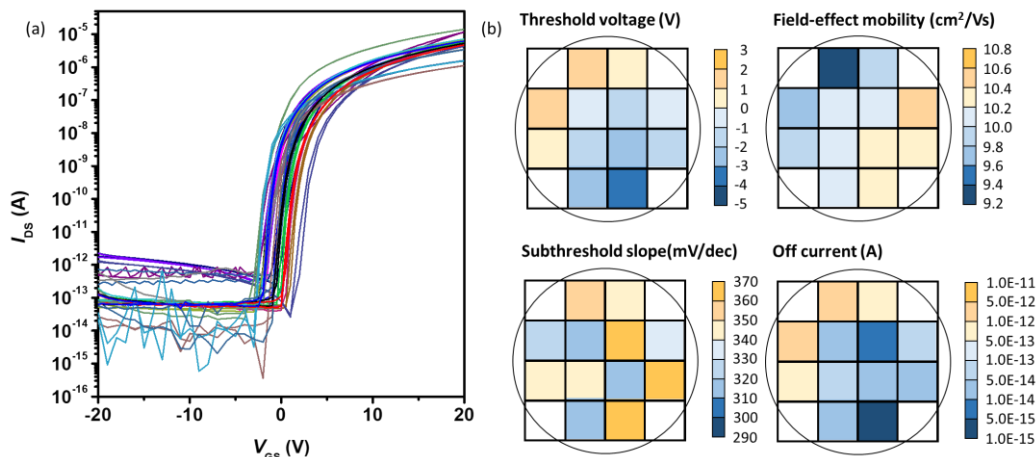 (a)
10⁻⁵
10⁻⁶
10⁻⁷
10⁻⁸
10⁻⁹
10⁻¹⁰
10⁻¹¹
10⁻¹²
10⁻¹³
10⁻¹⁴
10⁻¹⁵
10⁻¹⁶
I_DS (A)
-20 -10 0 10 20
V_GS (V)
(b)
Threshold voltage (V)
3
2
1
0
-1
-2
-3
-4
-5
Field-effect mobility (cm²/Vs)
10.8
10.6
10.4
10.2
10.0
9.8
9.6
9.4
9.2
Subthreshold slope(mV/dec)
370
360
350
340
330
320
310
300
290
Off current (A)
1.0E-11
5.0E-12
1.0E-12
5.0E-13
1.0E-13
5.0E-14
1.0E-14
5.0E-15
1.0E-15